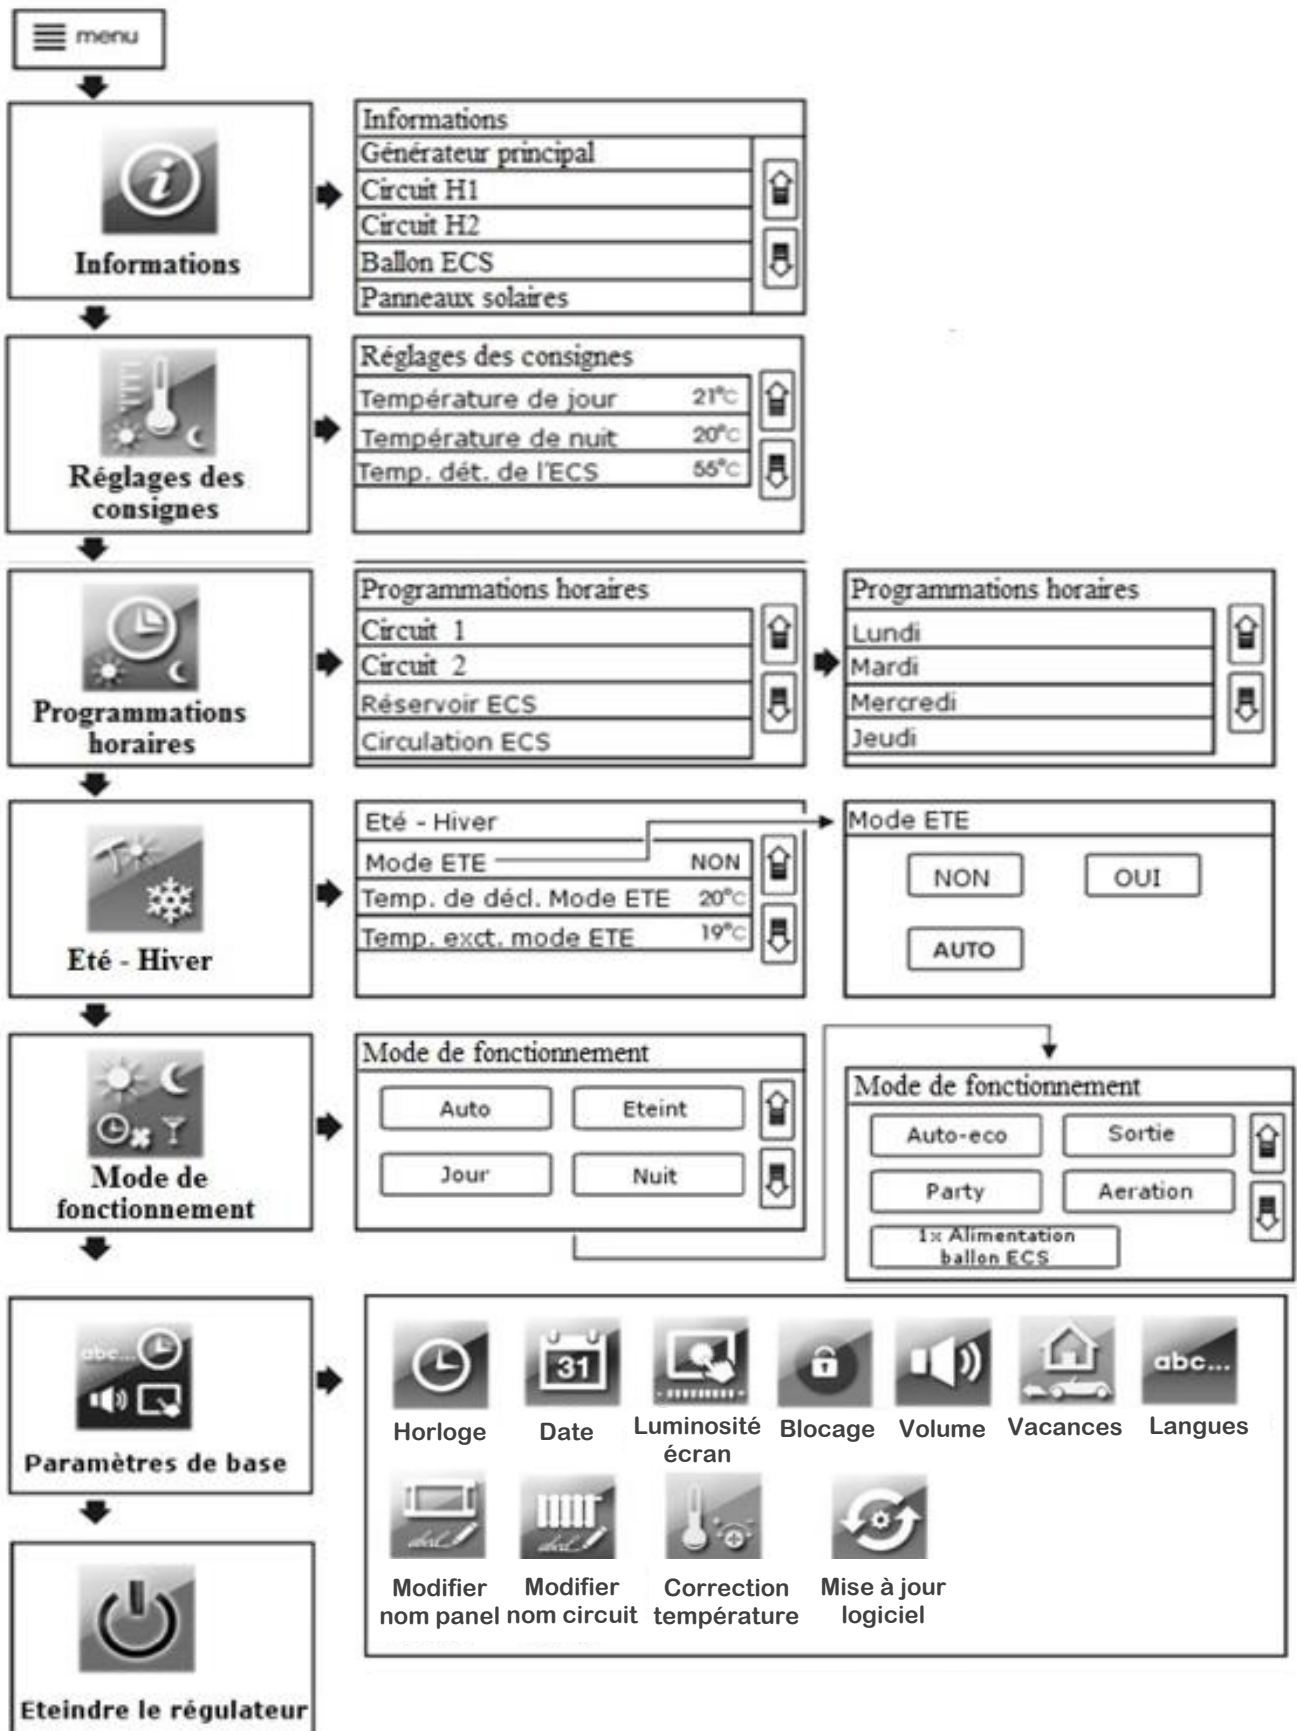 menu
Informations
Informations
Générateur principal
Circuit H1
Circuit H2
Ballon ECS
Panneaux solaires
Réglages des
consignes
Réglages des consignes
Température de jour 21°C
Température de nuit 20°C
Temp. dét. de l'ECS 55°C
Programmations
horaires
Programmations horaires
Circuit 1
Circuit 2
Réservoir ECS
Circulation ECS
Programmations horaires
Lundi
Mardi
Mercredi
Jeudi
Eté - Hiver
Eté - Hiver
Mode ETE NON
Temp. de décl. Mode ETE 20°C
Temp. exct. mode ETE 19°C
Mode ETE
NON OUI
AUTO
Mode de
fonctionnement
Mode de fonctionnement
Auto Eteint
Jour Nuit
Mode de fonctionnement
Auto-eco Sortie
Party Aeration
1x Alimentation
ballon ECS
abc...
Paramètres de base
31
abc...
Horloge Date Luminosité Blocage Volume Vacances Langues
écran
abcd
abcd
Modifier Modifier Correction Mise à jour
nom panel nom circuit température logiciel
Eteindre le régulateur